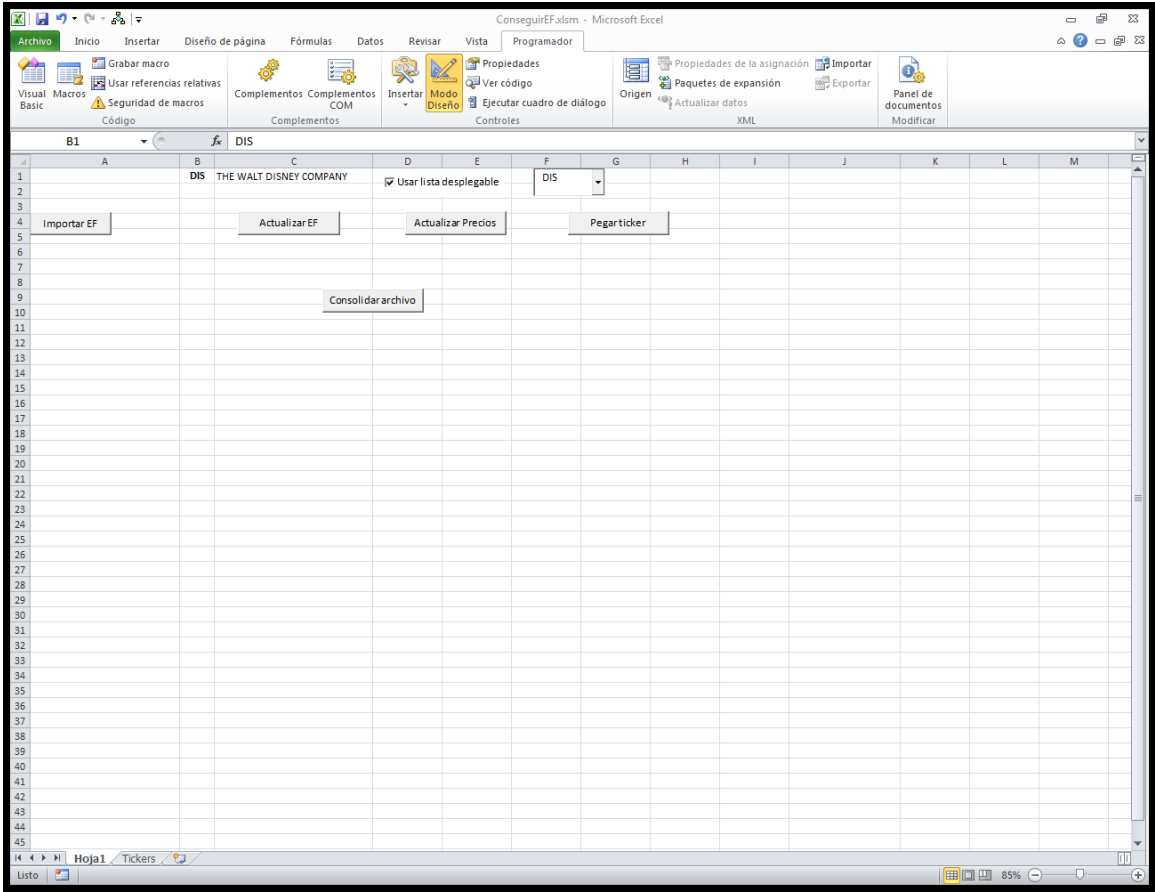 ConseguirEF.xlsm - Microsoft Excel
Archivo Inicio Insertar Diseño de página Fórmulas Datos Revisar Vista Programador
Visual Basic
Macros
Grabar macro
Usar referencias relativas
Seguridad de macros
Código
Complementos
Complementos COM
Complementos
Insertar
Modo Diseño
Propiedades
Ver código
Ejecutar cuadro de diálogo
Controles
Origen
Propiedades de la asignación
Paquetes de expansión
Actualizar datos
Importar
Exportar
XML
Panel de documentos
Modificar
B1 fx DIS
A B C D E F G H I J K L M
1 DIS THE WALT DISNEY COMPANY Usar lista desplegable DIS
2
3
4 Importar EF Actualizar EF Actualizar Precios Pegar ticker
5
6
7
8
9 Consolidar archivo
10
11
12
13
14
15
16
17
18
19
20
21
22
23
24
25
26
27
28
29
30
31
32
33
34
35
36
37
38
39
40
41
42
43
44
45
Hoja1 Tickers
Listo 85%